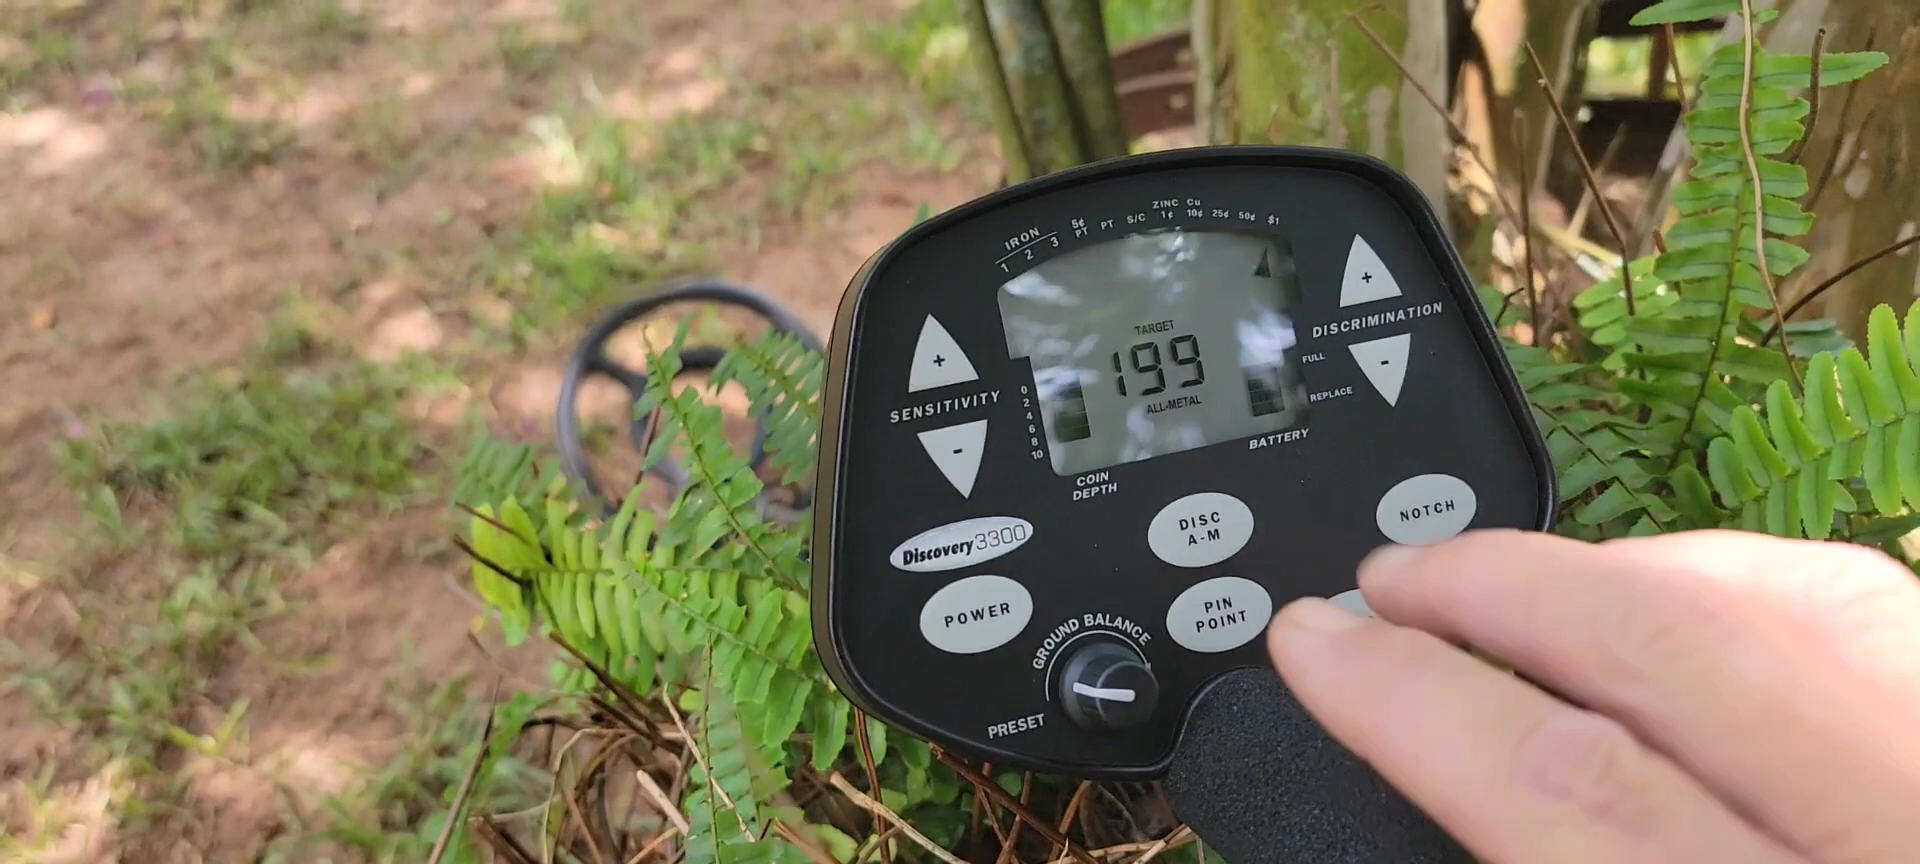 ZINC Cu
5¢ PT S/C 1¢ 10¢ 25¢ 50¢ $1
IRON PT
1 2 3
+
SENSITIVITY
-
TARGET
199
ALL-METAL
0
2
4
6
8
10
COIN
DEPTH
FULL
REPLACE
BATTERY
+
DISCRIMINATION
-
Discovery3300
DISC
A-M
NOTCH
POWER
PIN
POINT
GROUND BALANCE
PRESET